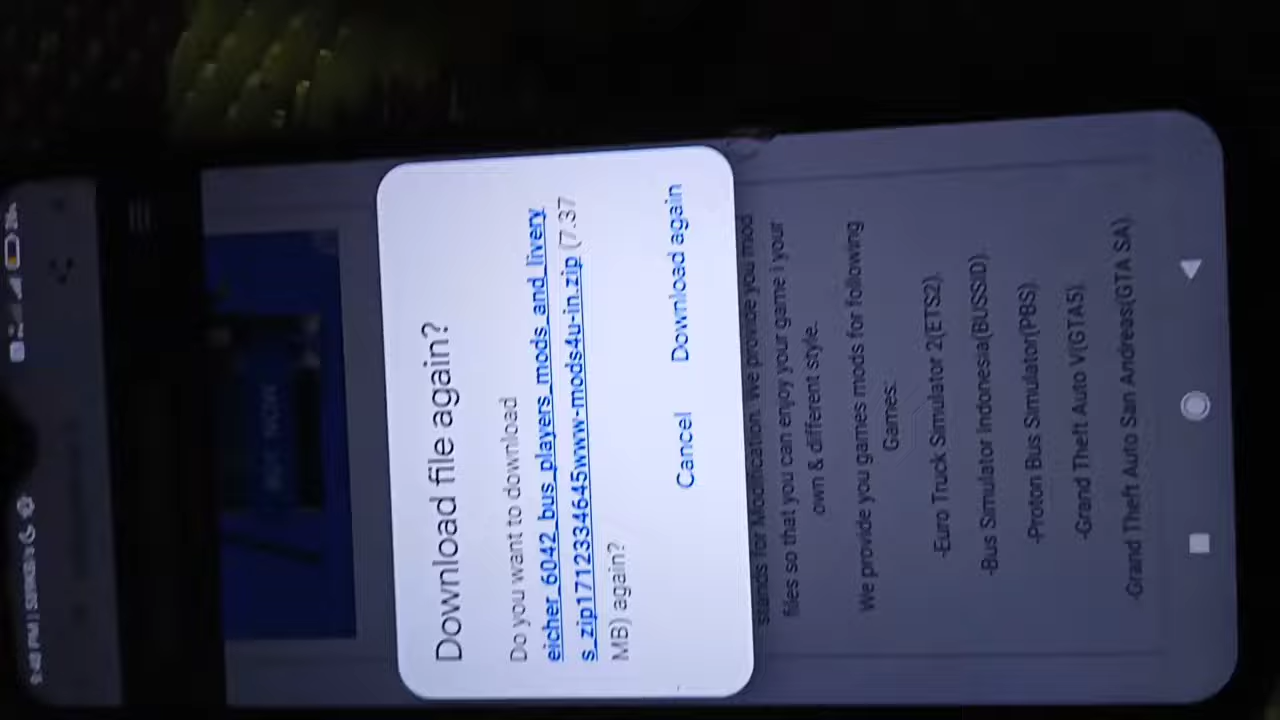 Download file again?
Do you want to download
eicher_6042_bus_players_mods_and_livery
s_zip1712334645www-mods4u-in.zip (7.37
MB) again?
Cancel Download again
stands for Modification. We provide you mod
files so that you can enjoy your game i your
own & different style.
We provide you games mods for following
Games:
-Euro Truck Simulator 2(ETS2).
-Bus Simulator Indonesia(BUSSID).
-Proton Bus Simulator(PBS).
-Grand Theft Auto V(GTA5).
-Grand Theft Auto San Andreas(GTA SA).